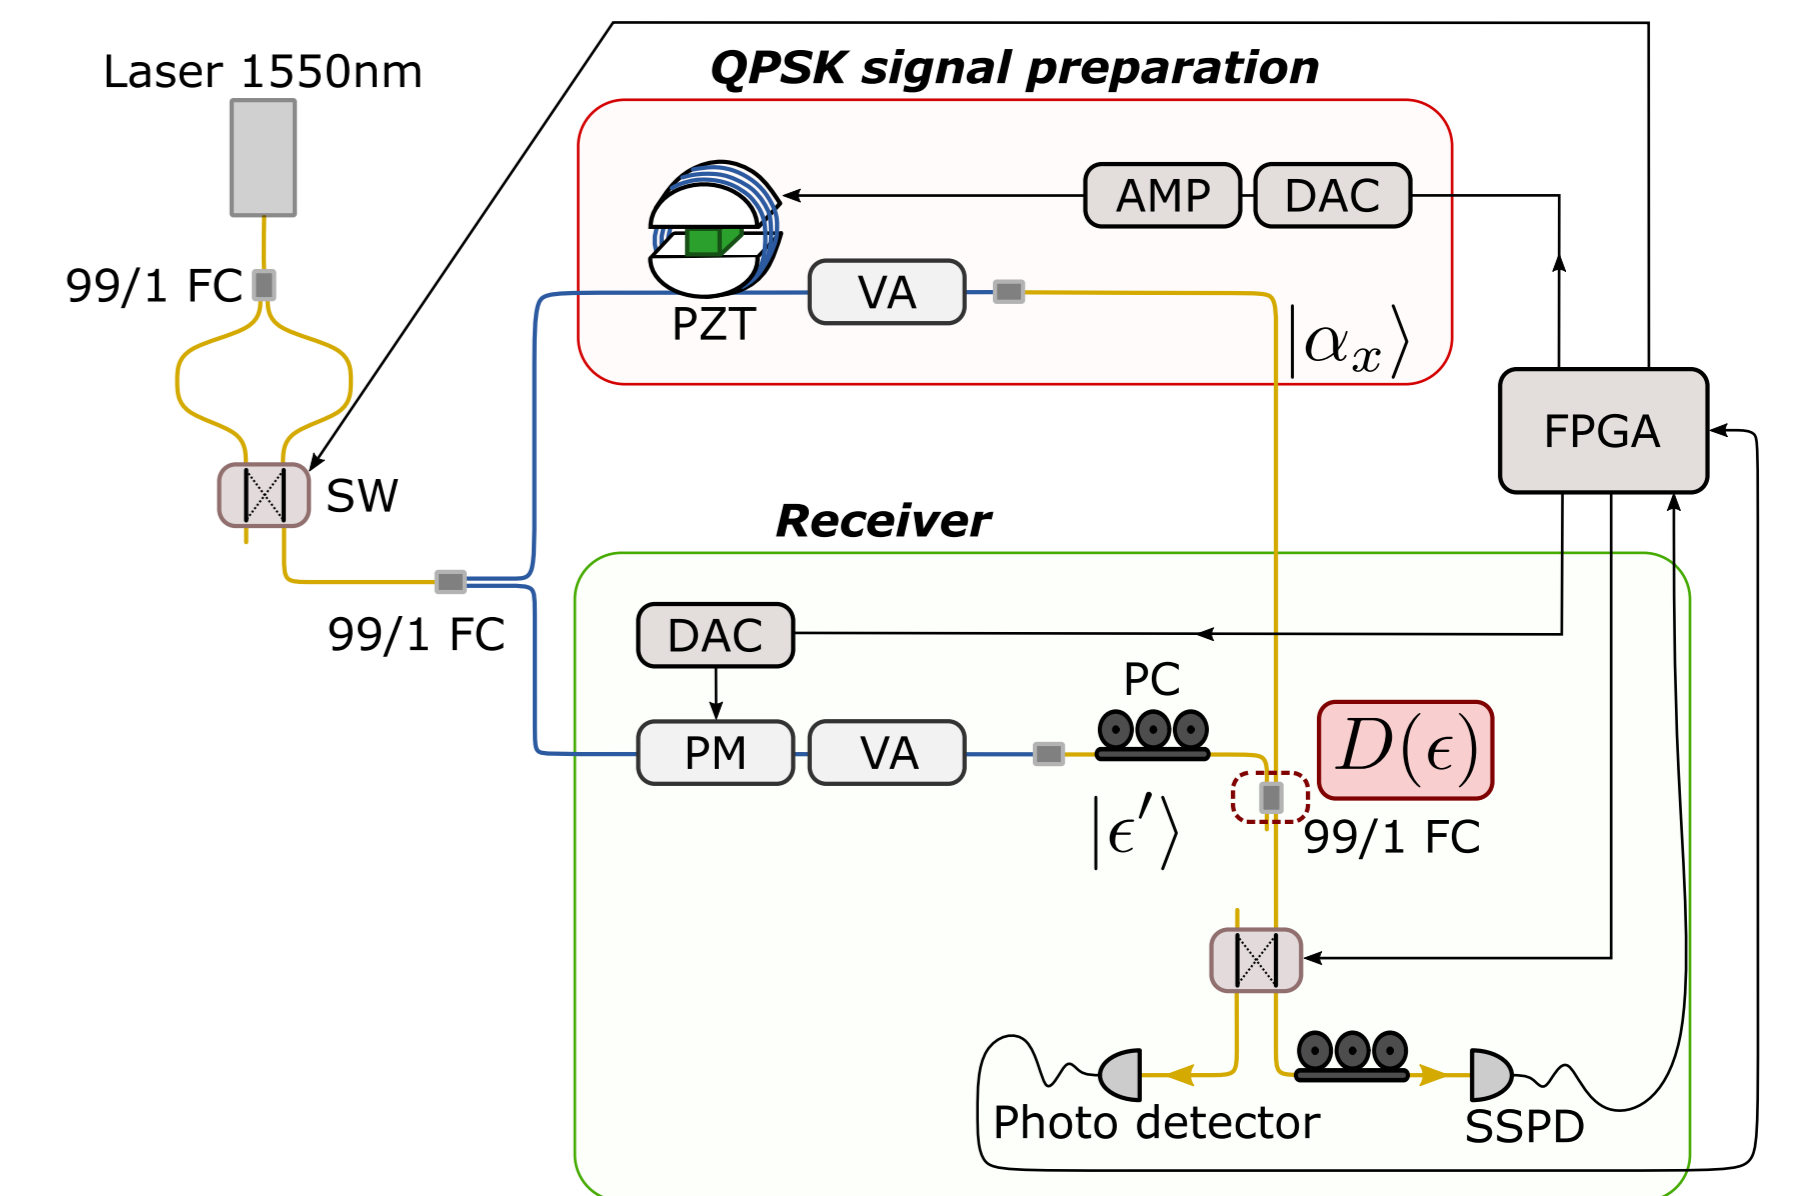 Laser 1550nm
QPSK signal preparation
AMP
DAC
99/1 FC
VA
PZT
|α_x⟩
FPGA
SW
Receiver
99/1 FC
DAC
PC
PM
VA
D(ϵ)
|ϵ′⟩
99/1 FC
Photo detector
SSPD